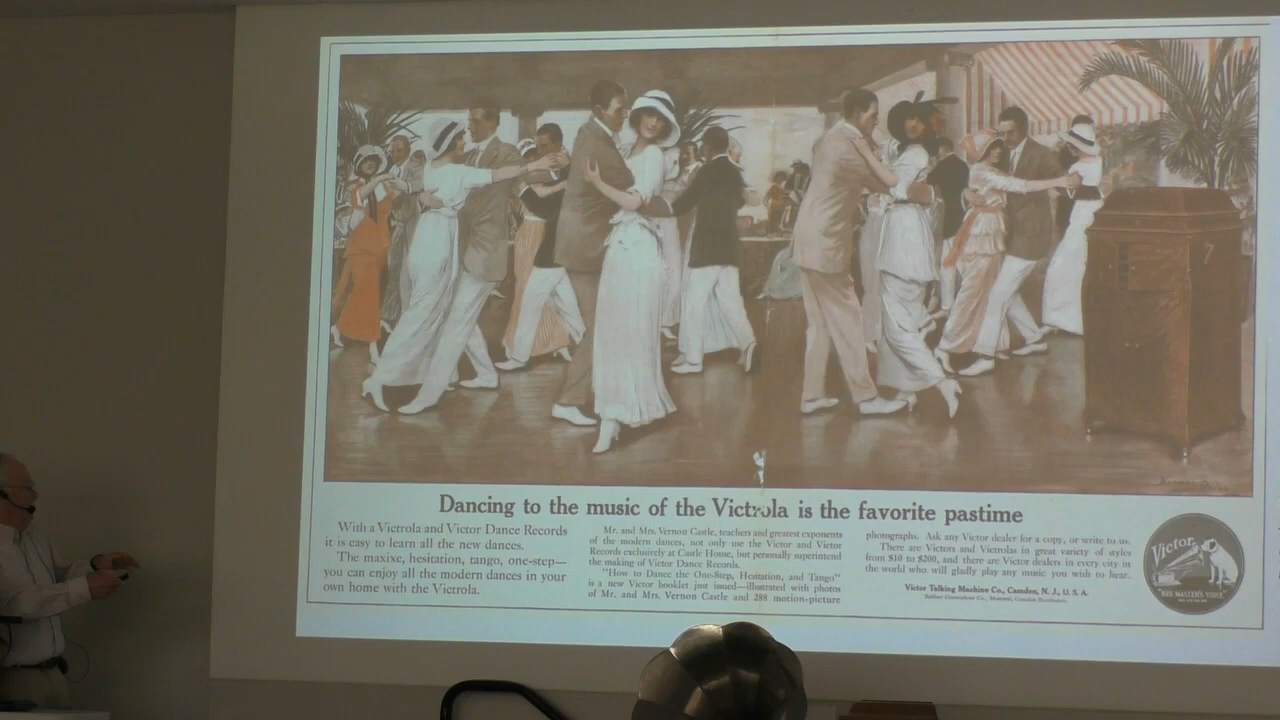 Dancing to the music of the Victrola is the favorite pastime
With a Victrola and Victor Dance Records
it is easy to learn all the new dances.
The maxixe, hesitation, tango, one-step—
you can enjoy all the modern dances in your
own home with the Victrola.
Mr. and Mrs. Vernon Castle, teachers and greatest exponents
of the modern dances, not only use the Victor and Victor
Records exclusively at Castle House, but personally superintend
the making of Victor Dance Records.
"How to Dance the One-Step, Hesitation, and Tango"
is a new Victor booklet just issued—illustrated with photos
of Mr. and Mrs. Vernon Castle and 288 motion-picture
photographs. Ask any Victor dealer for a copy, or write to us.
There are Victors and Victrolas in great variety of styles
from $10 to $200, and there are Victor dealers in every city in
the world who will gladly play any music you wish to hear.
Victor Talking Machine Co., Camden, N. J., U. S. A.
Berliner Gramophone Co., Montreal, Canadian Distributors.
Victor
"HIS MASTER'S VOICE"